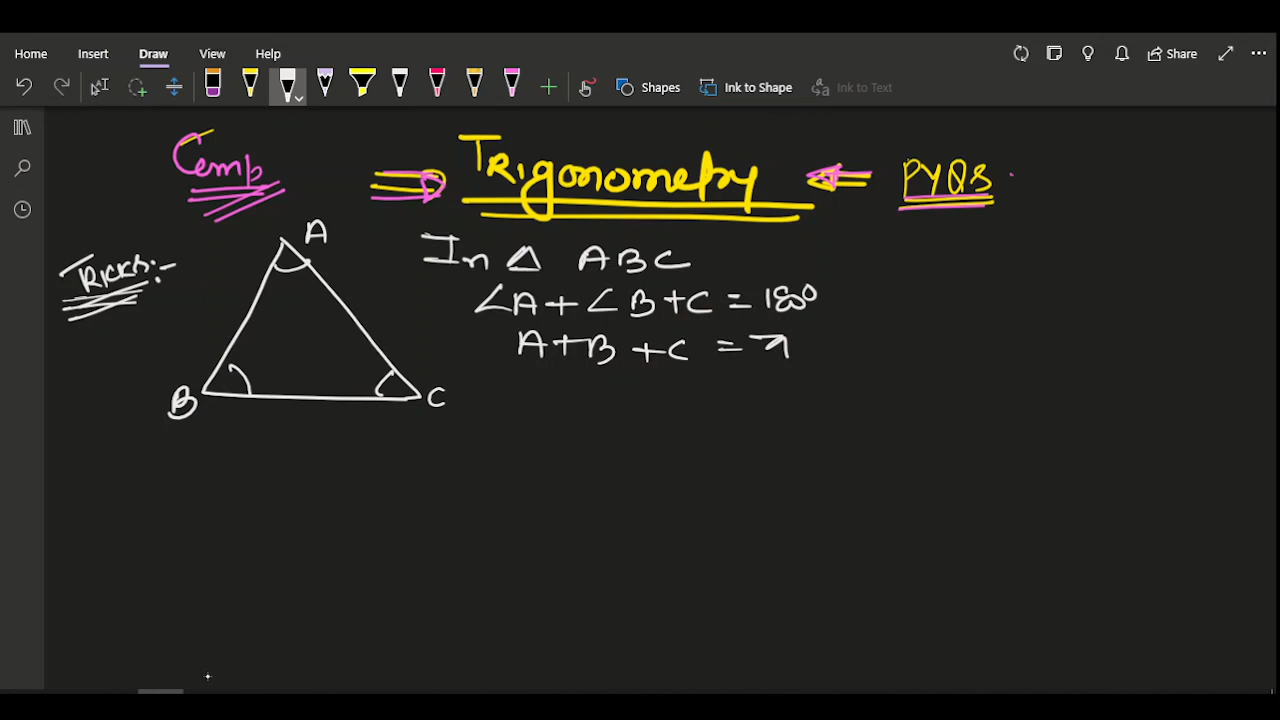 Home Insert Draw View Help Share
Shapes Ink to Shape Ink to Text
Comp ⇒ Trigonometry ⇐ PYQs
A
Tricks:-
In Δ ABC
∠A + ∠B + C = 180°
A + B + C = π
B C